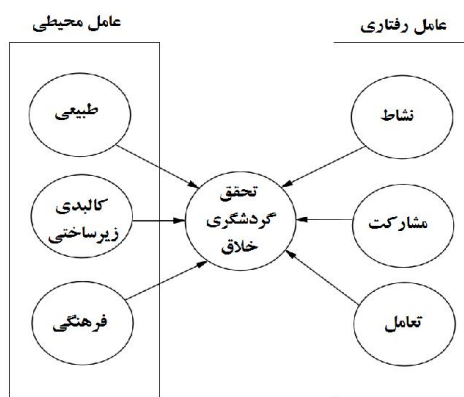 عامل رفتاری
عامل محیطی
نشاط
طبیعی
تحقق
گردشگری
خلاق
مشارکت
کالبدی
زیرساختی
تعامل
فرهنگی